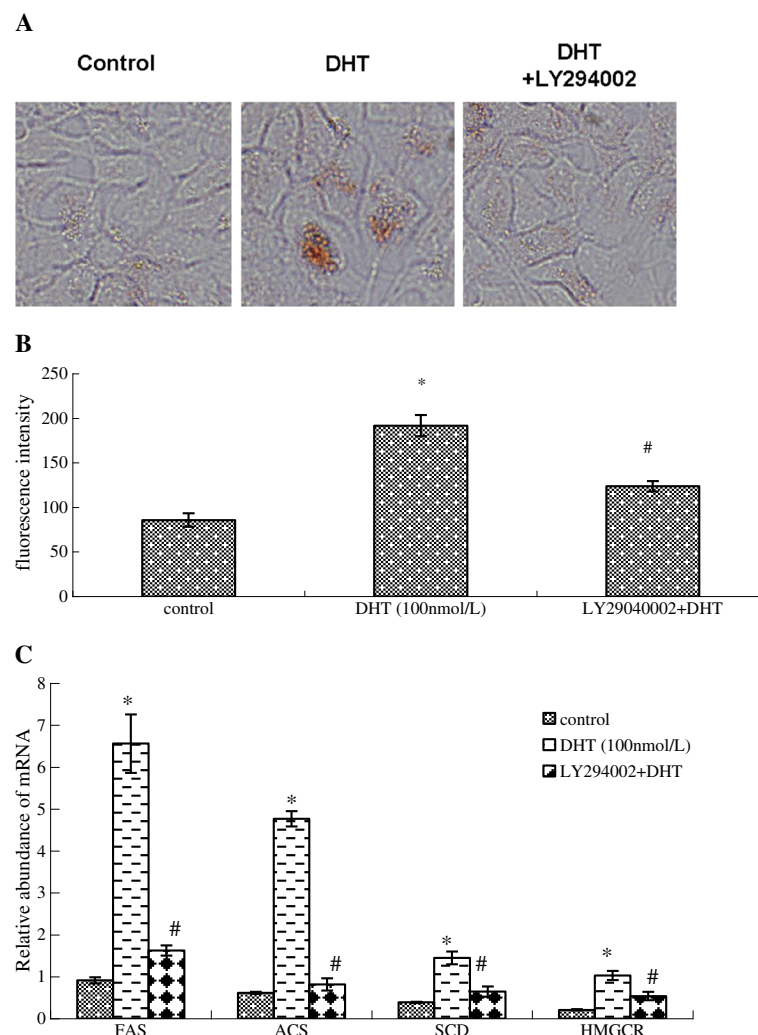 A
Control
DHT
DHT
+LY294002
B
fluorescence intensity
250
200
150
100
50
0
*
#
control
DHT (100nmol/L)
LY29040002+DHT
C
Relative abundance of mRNA
8
7
6
5
4
3
2
1
0
*
#
*
#
*
#
*
#
control
DHT (100nmol/L)
LY294002+DHT
FAS
ACS
SCD
HMGCR